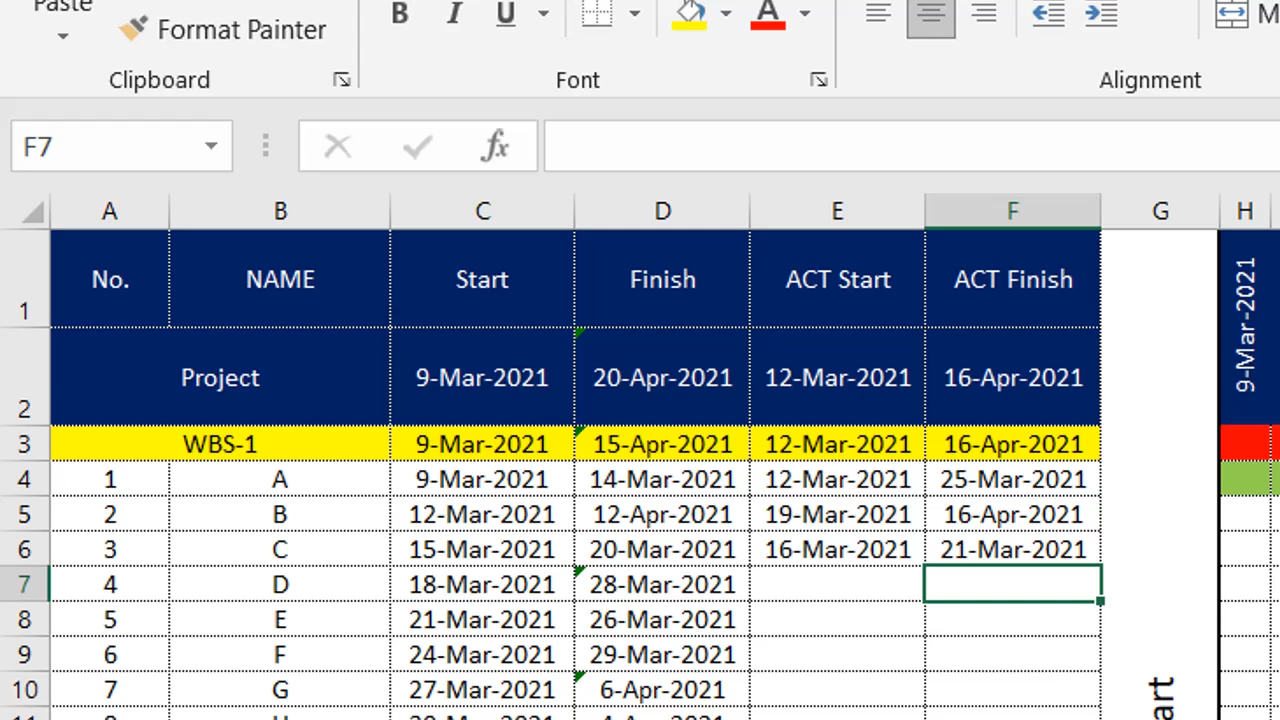 Paste
Format Painter
B I U A M
Clipboard Font Alignment
F7 fx
A B C D E F G H
1 No. NAME Start Finish ACT Start ACT Finish 9-Mar-2021
2 Project 9-Mar-2021 20-Apr-2021 12-Mar-2021 16-Apr-2021
3 WBS-1 9-Mar-2021 15-Apr-2021 12-Mar-2021 16-Apr-2021
4 1 A 9-Mar-2021 14-Mar-2021 12-Mar-2021 25-Mar-2021
5 2 B 12-Mar-2021 12-Apr-2021 19-Mar-2021 16-Apr-2021
6 3 C 15-Mar-2021 20-Mar-2021 16-Mar-2021 21-Mar-2021
7 4 D 18-Mar-2021 28-Mar-2021
8 5 E 21-Mar-2021 26-Mar-2021
9 6 F 24-Mar-2021 29-Mar-2021
10 7 G 27-Mar-2021 6-Apr-2021
art